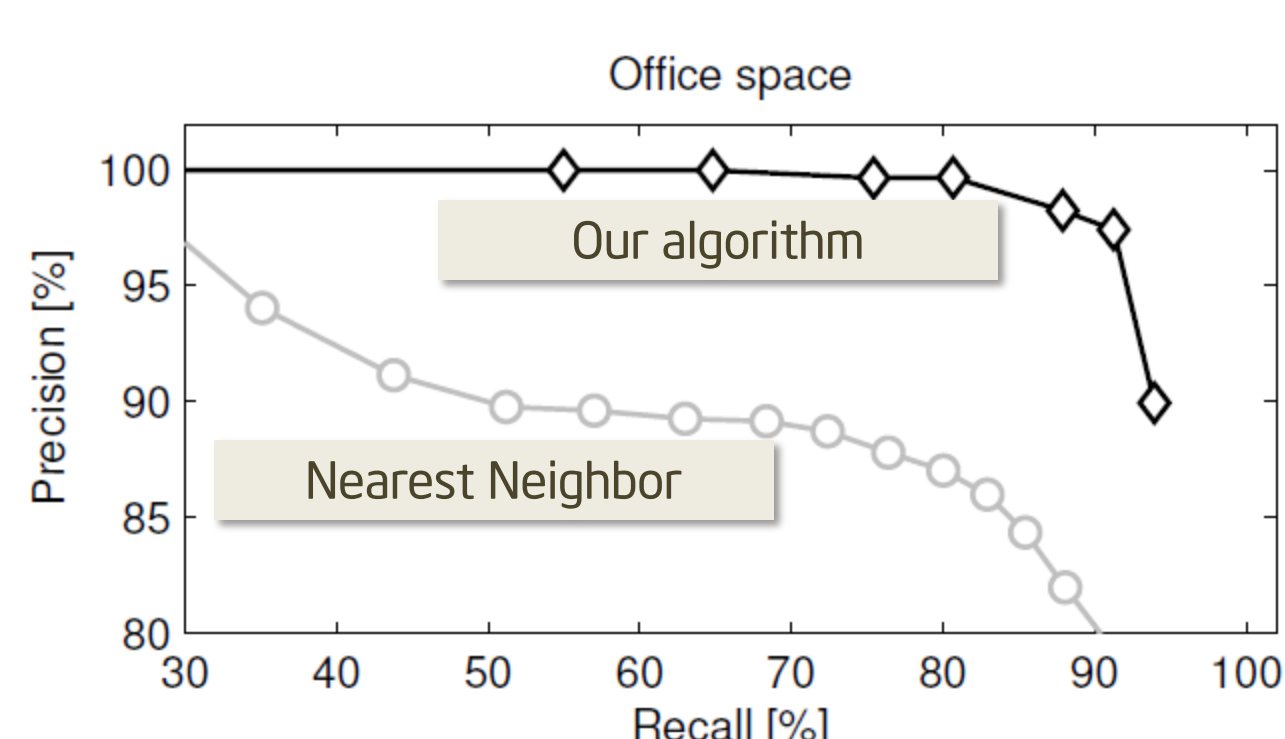 Office space
Precision [%]
100
95
90
85
80
Our algorithm
Nearest Neighbor
30 40 50 60 70 80 90 100
Recall [%]